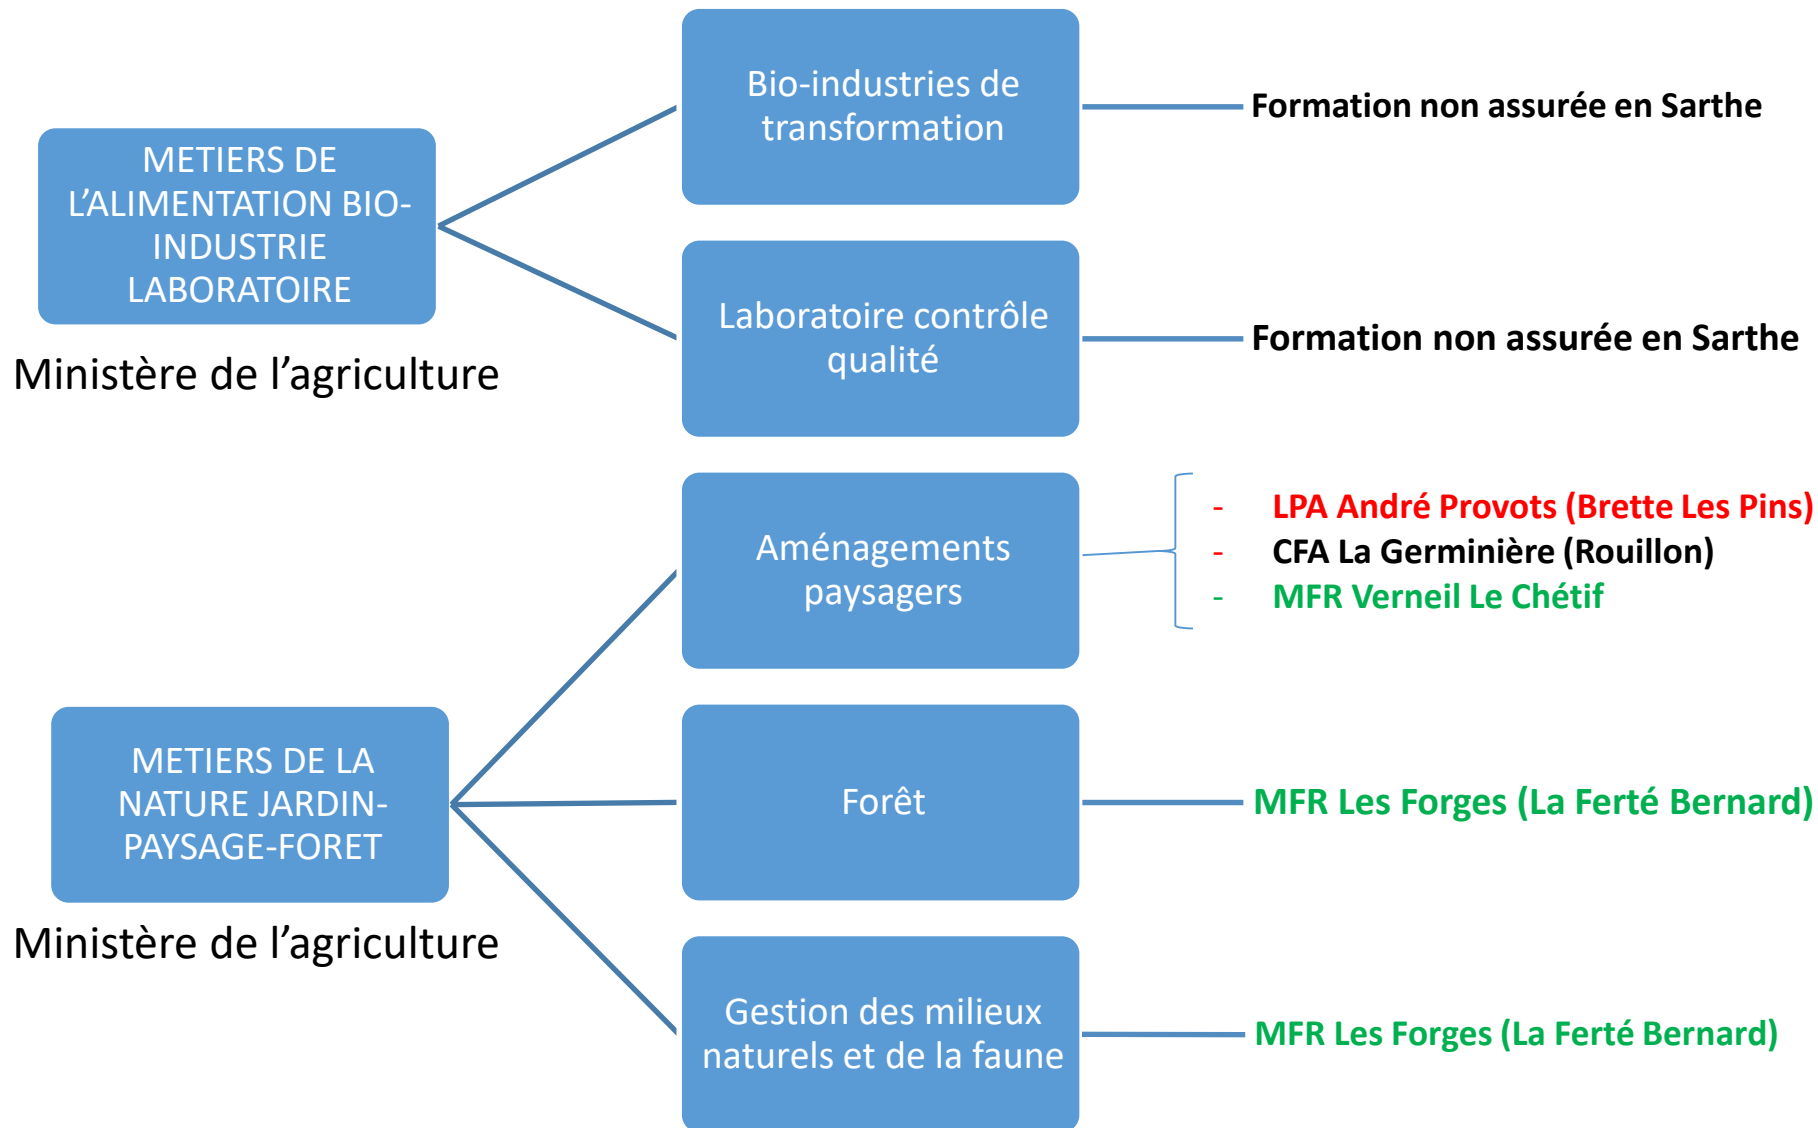 METIERS DE
L’ALIMENTATION BIO-
INDUSTRIE
LABORATOIRE
Ministère de l’agriculture
Bio-industries de
transformation
Formation non assurée en Sarthe
Laboratoire contrôle
qualité
Formation non assurée en Sarthe
METIERS DE LA
NATURE JARDIN-
PAYSAGE-FORET
Ministère de l’agriculture
Aménagements
paysagers
- LPA André Provots (Brette Les Pins)
- CFA La Germinière (Rouillon)
- MFR Verneil Le Chétif
Forêt
MFR Les Forges (La Ferté Bernard)
Gestion des milieux
naturels et de la faune
MFR Les Forges (La Ferté Bernard)